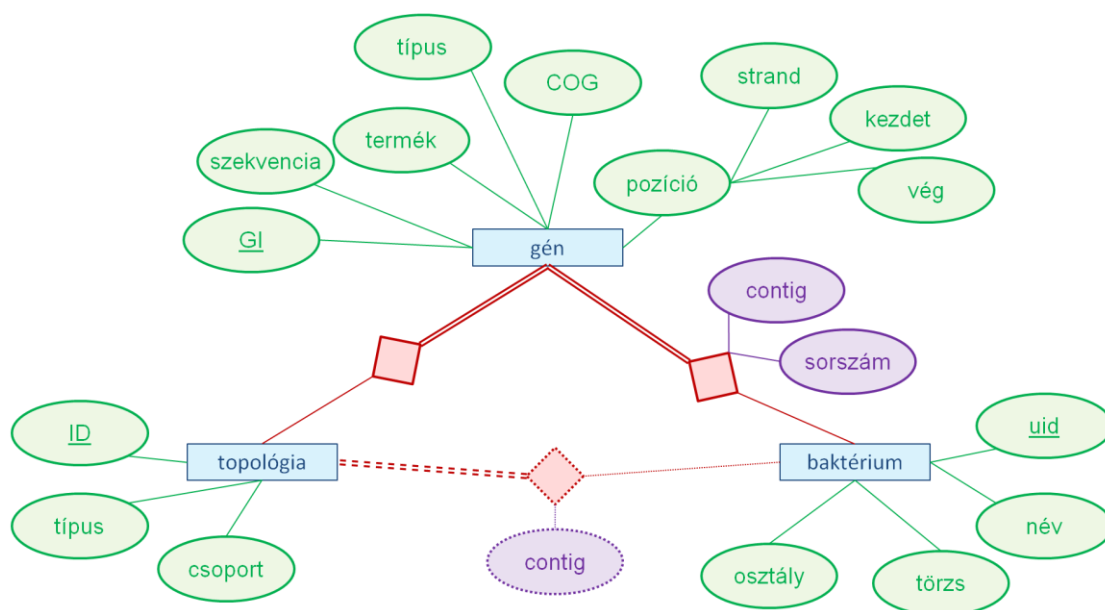 típus
COG
strand
kezdet
termék
szekvencia
pozíció
vég
GI
gén
contig
sorszám
ID
uid
topológia
baktérium
típus
név
csoport
contig
osztály
törzs